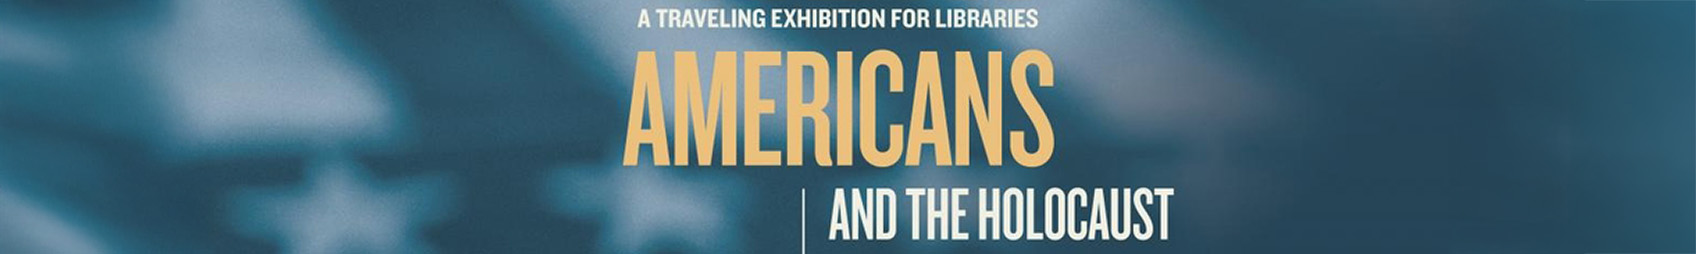 A TRAVELING EXHIBITION FOR LIBRARIES
AMERICANS
AND THE HOLOCAUST